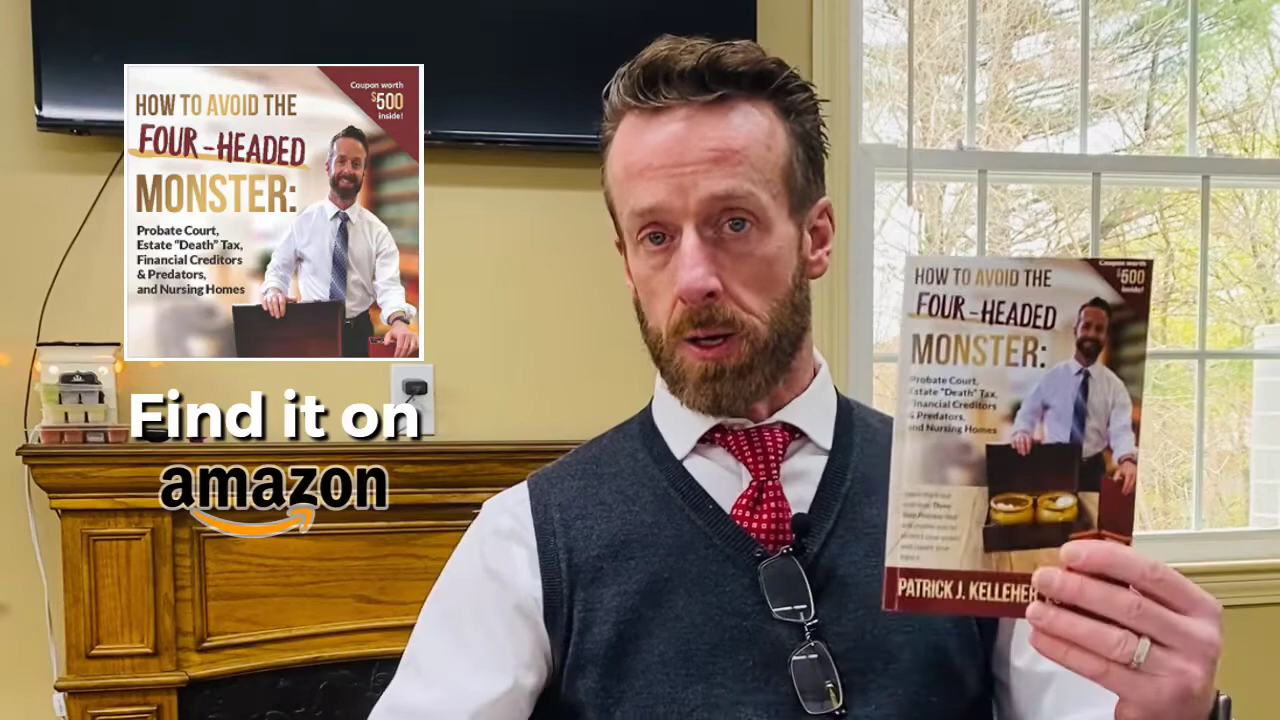 Coupon worth
$500
inside!
HOW TO AVOID THE
FOUR-HEADED
MONSTER:
Probate Court,
Estate "Death" Tax,
Financial Creditors
& Predators,
and Nursing Homes
Find it on
amazon
Coupon worth
$500
inside!
HOW TO AVOID THE
FOUR-HEADED
MONSTER:
Probate Court,
Estate "Death" Tax,
Financial Creditors
& Predators,
and Nursing Homes
PATRICK J. KELLEHER